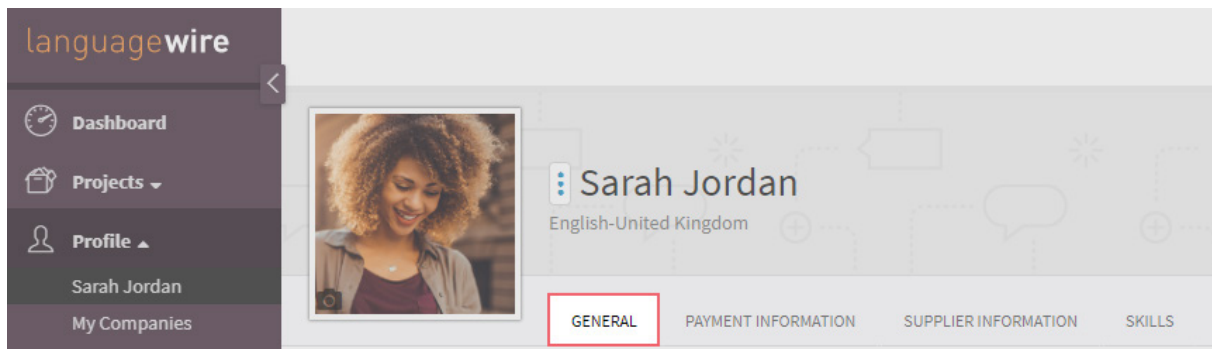 languagewire
Dashboard
Projects
Profile
Sarah Jordan
My Companies
Sarah Jordan
English-United Kingdom
GENERAL PAYMENT INFORMATION SUPPLIER INFORMATION SKILLS